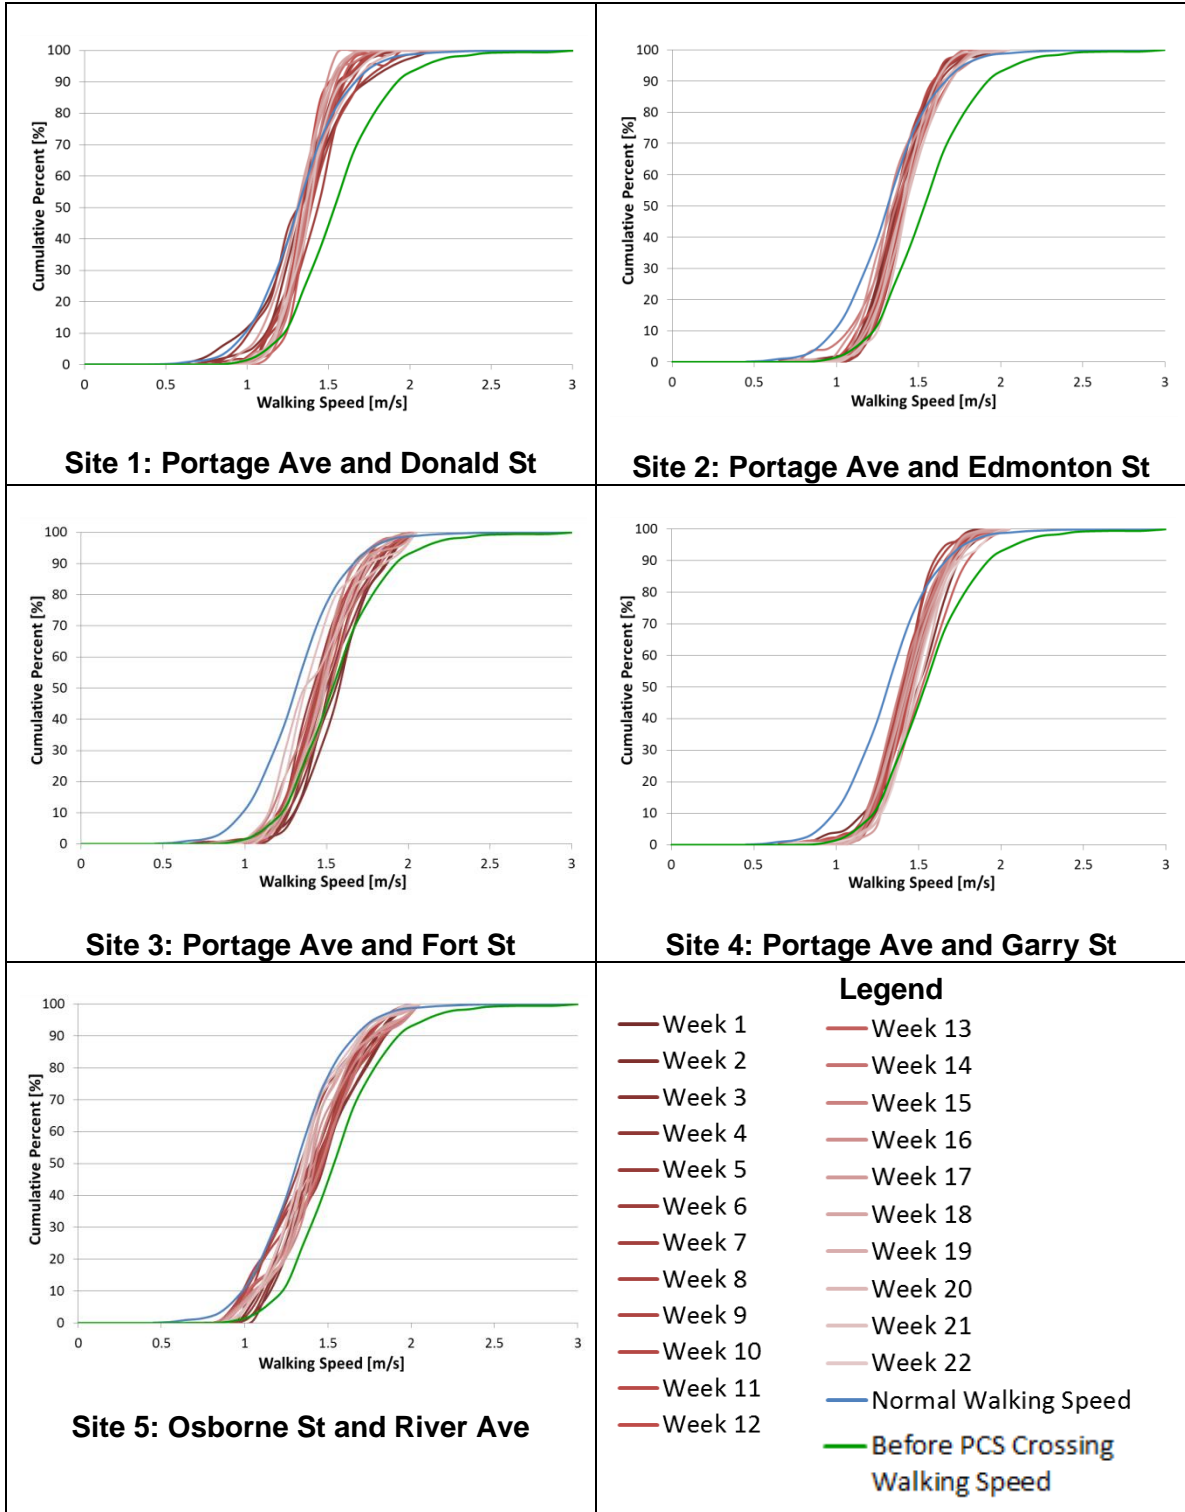 Cumulative Percent [%]
100
90
80
70
60
50
40
30
20
10
0
0 0.5 1 1.5 2 2.5 3
Walking Speed [m/s]
Site 1: Portage Ave and Donald St
Cumulative Percent [%]
100
90
80
70
60
50
40
30
20
10
0
0 0.5 1 1.5 2 2.5 3
Walking Speed [m/s]
Site 2: Portage Ave and Edmonton St
Cumulative Percent [%]
100
90
80
70
60
50
40
30
20
10
0
0 0.5 1 1.5 2 2.5 3
Walking Speed [m/s]
Site 3: Portage Ave and Fort St
Cumulative Percent [%]
100
90
80
70
60
50
40
30
20
10
0
0 0.5 1 1.5 2 2.5 3
Walking Speed [m/s]
Site 4: Portage Ave and Garry St
Cumulative Percent [%]
100
90
80
70
60
50
40
30
20
10
0
0 0.5 1 1.5 2 2.5 3
Walking Speed [m/s]
Site 5: Osborne St and River Ave
Legend
Week 1
Week 2
Week 3
Week 4
Week 5
Week 6
Week 7
Week 8
Week 9
Week 10
Week 11
Week 12
Week 13
Week 14
Week 15
Week 16
Week 17
Week 18
Week 19
Week 20
Week 21
Week 22
Normal Walking Speed
Before PCS Crossing
Walking Speed